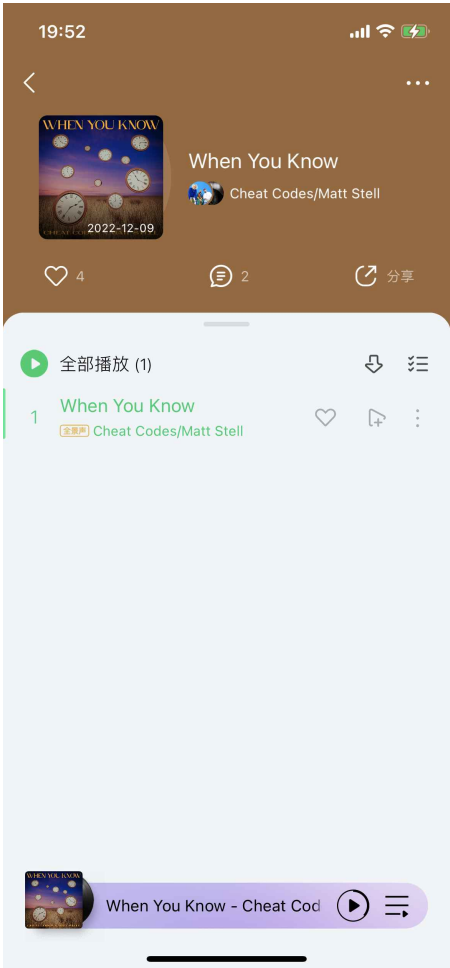 19:52
WHEN YOU KNOW
2022-12-09
When You Know
Cheat Codes/Matt Stell
4
2
分享
全部播放 (1)
1
When You Know
全景声 Cheat Codes/Matt Stell
WHEN YOU KNOW
When You Know - Cheat Cod